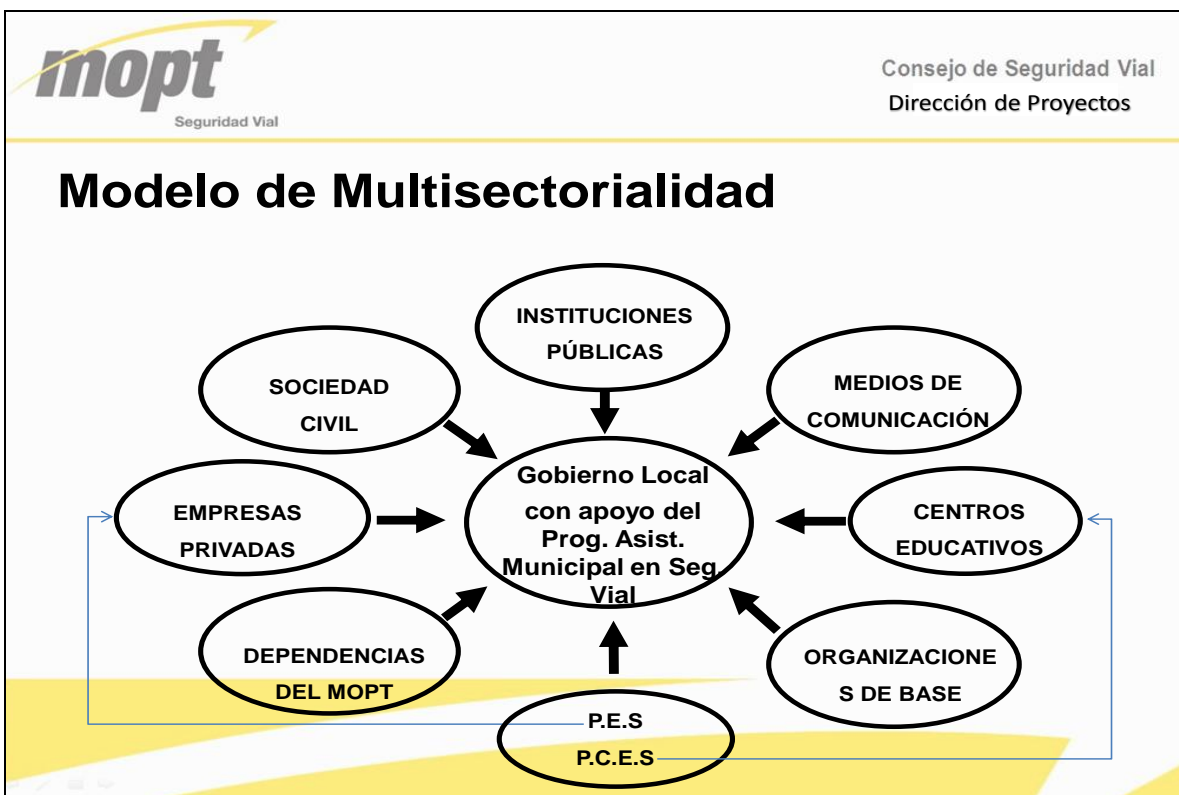 mopt
Seguridad Vial
Consejo de Seguridad Vial
Dirección de Proyectos
Modelo de Multisectorialidad
INSTITUCIONES
PÚBLICAS
SOCIEDAD
CIVIL
MEDIOS DE
COMUNICACIÓN
EMPRESAS
PRIVADAS
Gobierno Local
con apoyo del
Prog. Asist.
Municipal en Seg.
Vial
CENTROS
EDUCATIVOS
DEPENDENCIAS
DEL MOPT
ORGANIZACIONE
S DE BASE
P.E.S
P.C.E.S